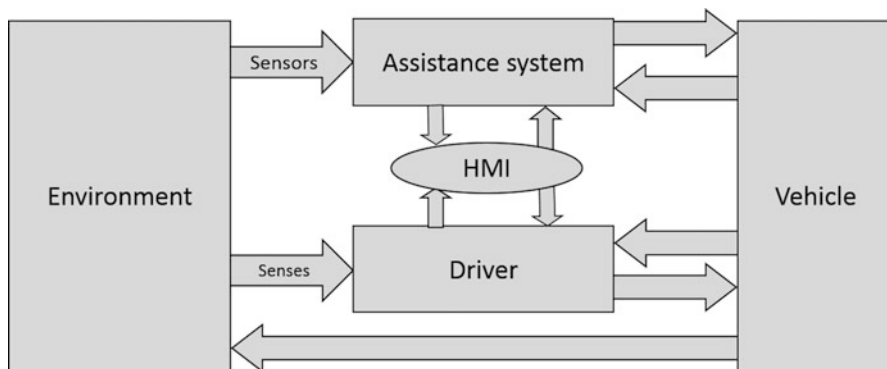 Sensors
Assistance system
HMI
Environment
Vehicle
Senses
Driver